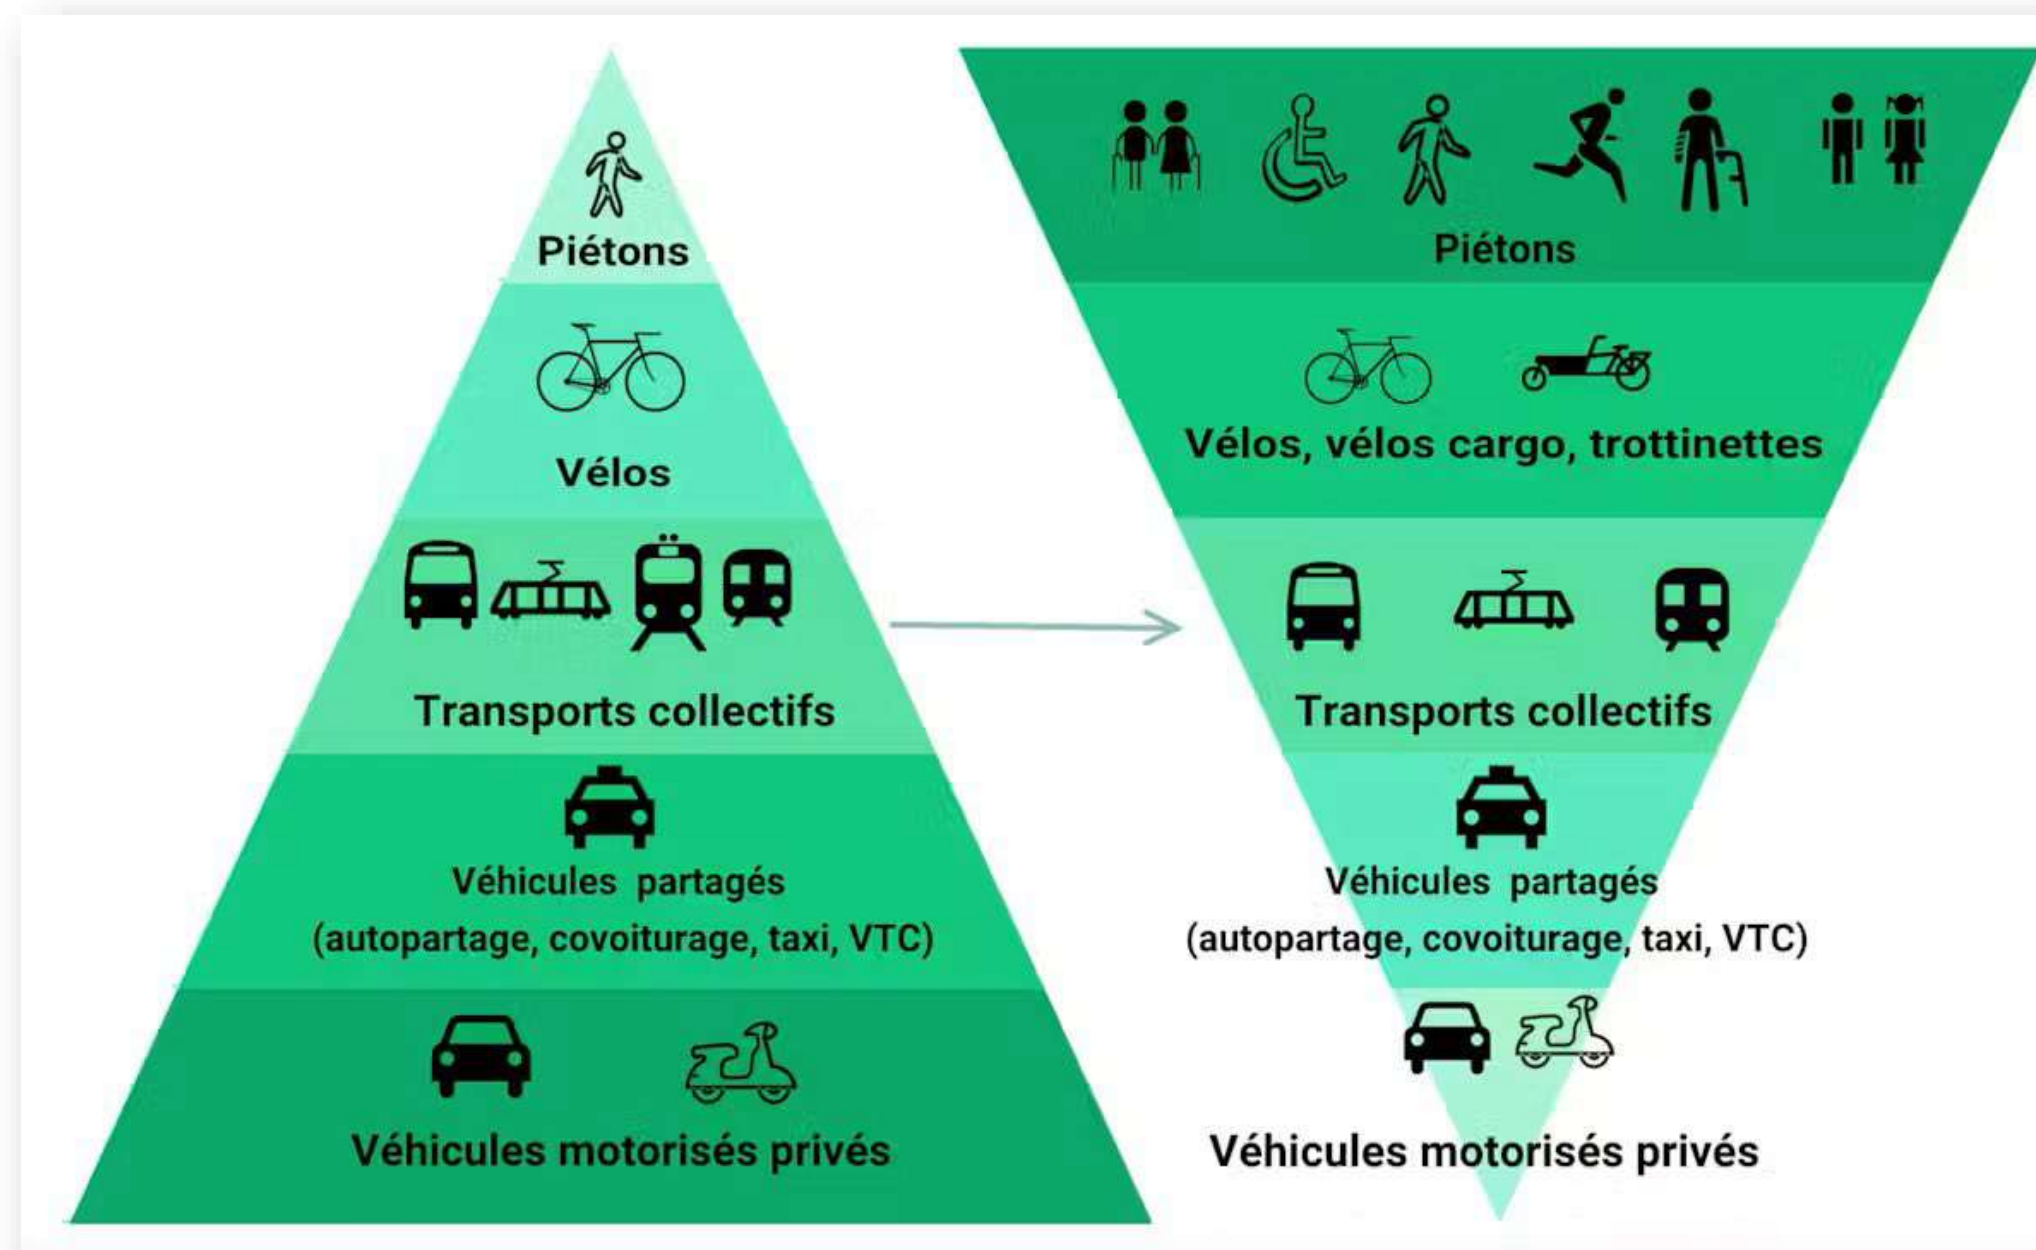 Piétons
Vélos
Transports collectifs
Véhicules partagés
(autopartage, covoiturage, taxi, VTC)
Véhicules motorisés privés
Piétons
Vélos, vélos cargo, trottinettes
Transports collectifs
Véhicules partagés
(autopartage, covoiturage, taxi, VTC)
Véhicules motorisés privés